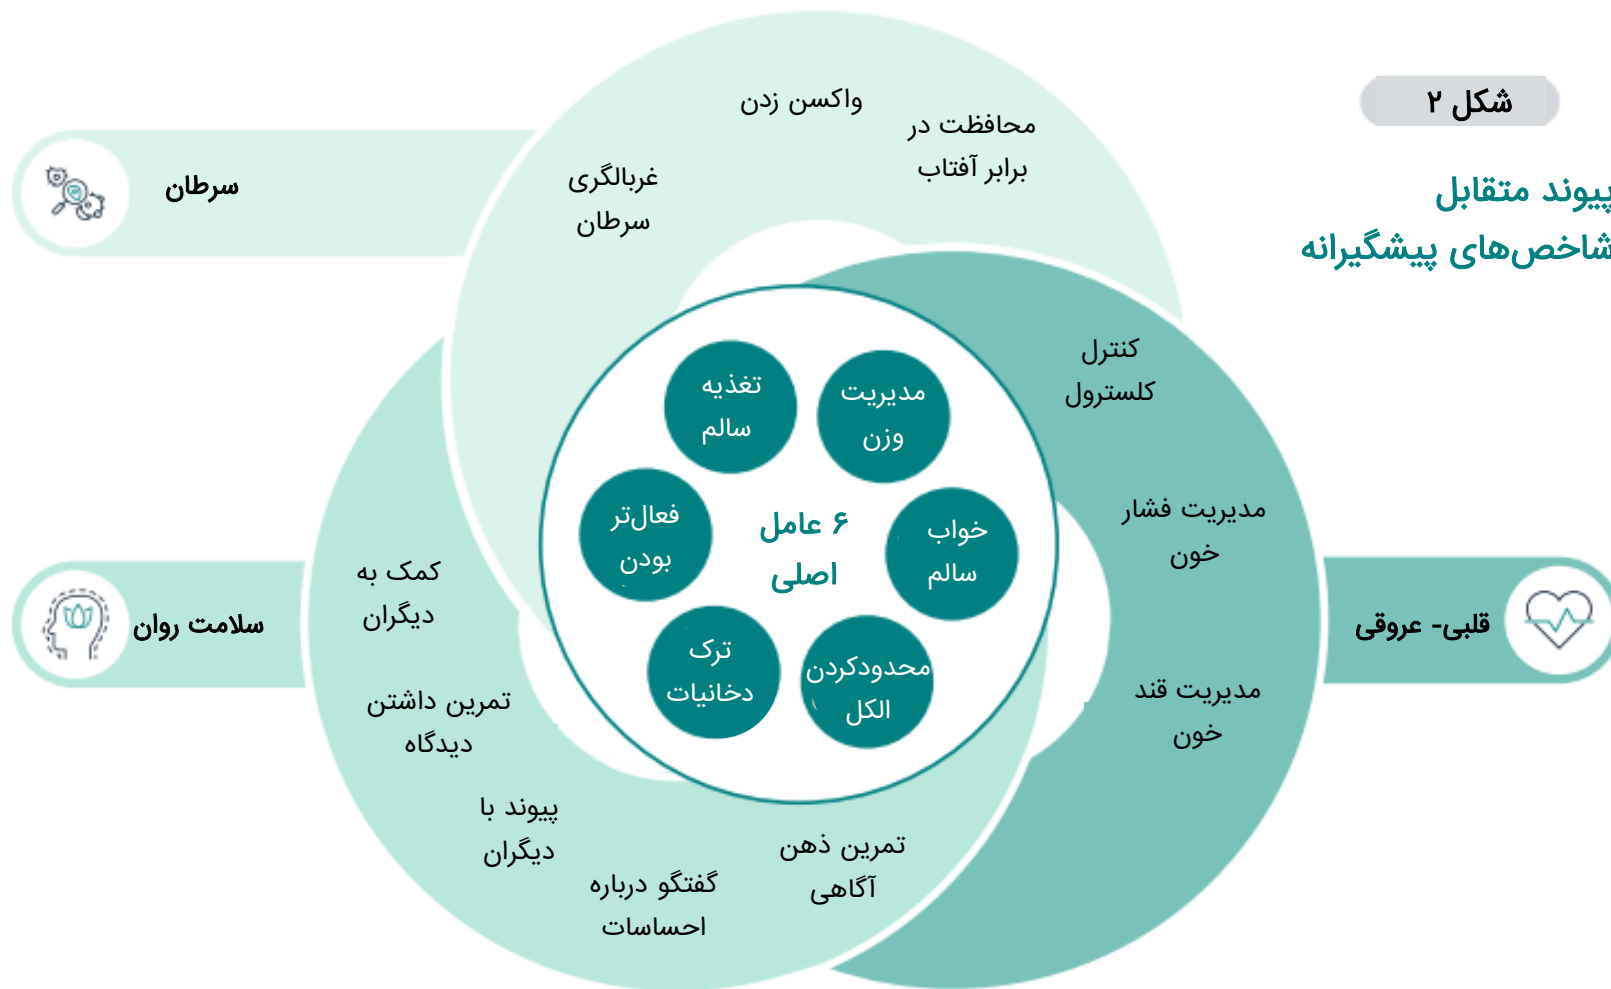 شکل ۲
پیوند متقابل
شاخص‌های پیشگیرانه
سرطان
واکسن زدن
محافظت در
برابر آفتاب
غربالگری
سرطان
قلبی- عروقی
کنترل
کلسترول
مدیریت فشار
خون
مدیریت قند
خون
سلامت روان
کمک به
دیگران
تمرین داشتن
دیدگاه
پیوند با
دیگران
گفتگو درباره
احساسات
تمرین ذهن
آگاهی
۶ عامل
اصلی
مدیریت
وزن
تغذیه
سالم
خواب
سالم
فعال‌تر
بودن
محدودکردن
الکل
ترک
دخانیات